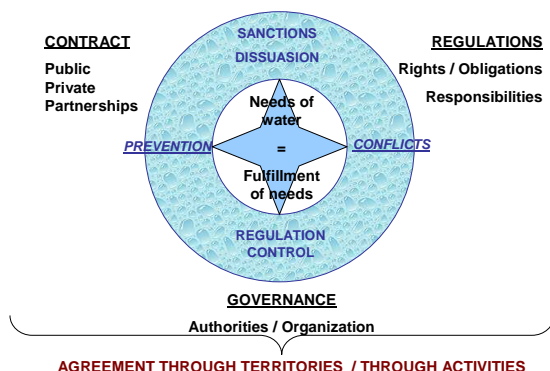 CONTRACT
Public
Private
Partnerships
SANCTIONS
DISSUASION
REGULATIONS
Rights / Obligations
Responsibilities
PREVENTION
Needs of
water
=
Fulfillment
of needs
CONFLICTS
REGULATION
CONTROL
GOVERNANCE
Authorities / Organization
AGREEMENT THROUGH TERRITORIES / THROUGH ACTIVITIES